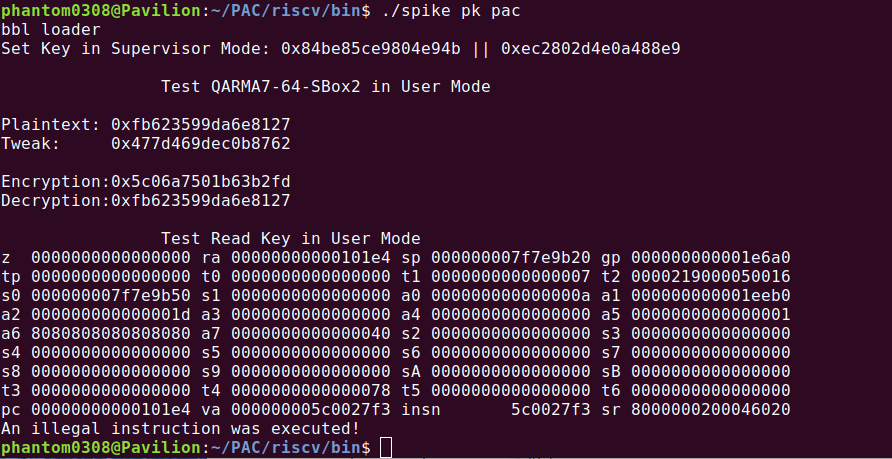 phantom0308@Pavilion:~/PAC/riscv/bin$ ./spike pk pac
bbl loader
Set Key in Supervisor Mode: 0x84be85ce9804e94b || 0xec2802d4e0a488e9
Test QARMA7-64-SBox2 in User Mode
Plaintext: 0xfb623599da6e8127
Tweak:     0x477d469dec0b8762
Encryption:0x5c06a7501b63b2fd
Decryption:0xfb623599da6e8127
Test Read Key in User Mode
z  0000000000000000 ra 00000000000101e4 sp 000000007f7e9b20 gp 000000000001e6a0
tp 0000000000000000 t0 0000000000000000 t1 0000000000000007 t2 0000219000050016
s0 000000007f7e9b50 s1 0000000000000000 a0 000000000000000a a1 000000000001eeb0
a2 000000000000001d a3 0000000000000000 a4 0000000000000000 a5 0000000000000001
a6 8080808080808080 a7 0000000000000040 s2 0000000000000000 s3 0000000000000000
s4 0000000000000000 s5 0000000000000000 s6 0000000000000000 s7 0000000000000000
s8 0000000000000000 s9 0000000000000000 sA 0000000000000000 sB 0000000000000000
t3 0000000000000000 t4 0000000000000078 t5 0000000000000000 t6 0000000000000000
pc 00000000000101e4 va 000000005c0027f3 insn       5c0027f3 sr 8000000200046020
An illegal instruction was executed!
phantom0308@Pavilion:~/PAC/riscv/bin$